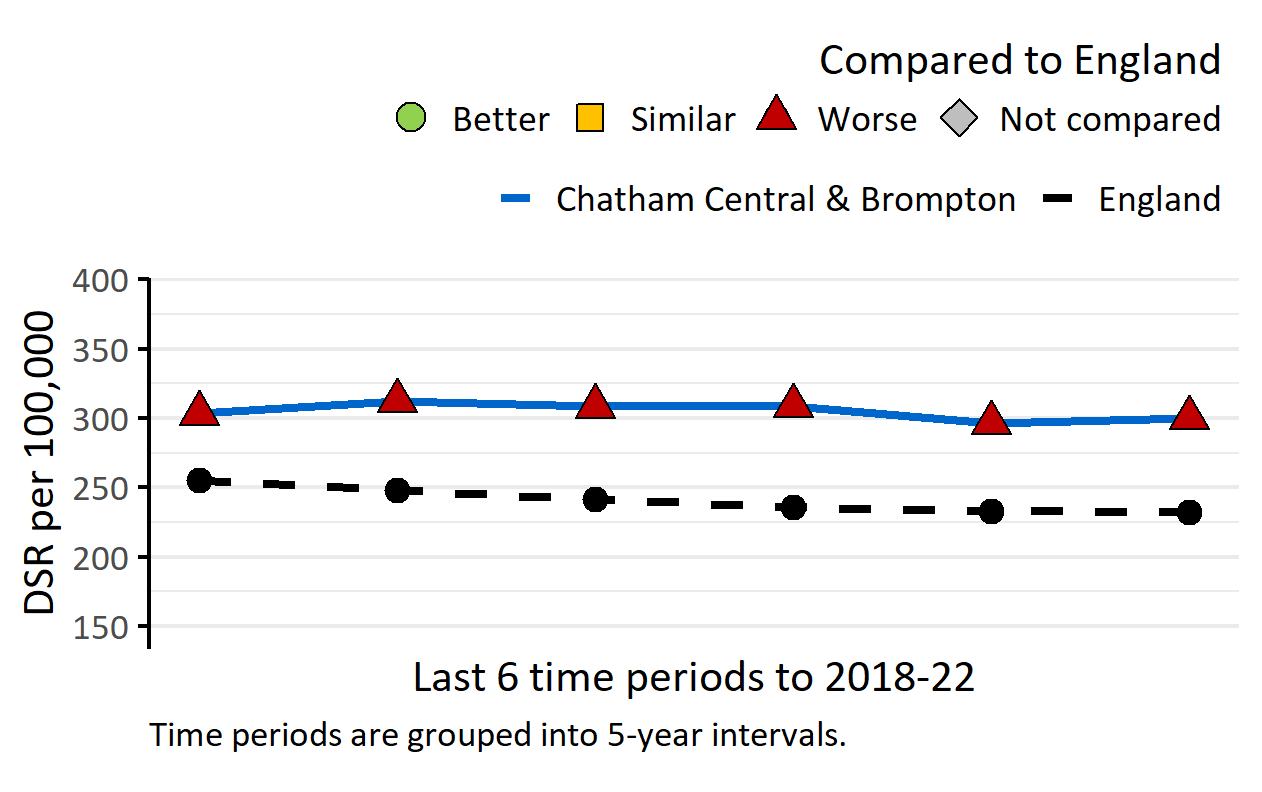 Compared to England
Better Similar Worse Not compared
Chatham Central & Brompton England
400
350
300
250
200
150
DSR per 100,000
Last 6 time periods to 2018-22
Time periods are grouped into 5-year intervals.